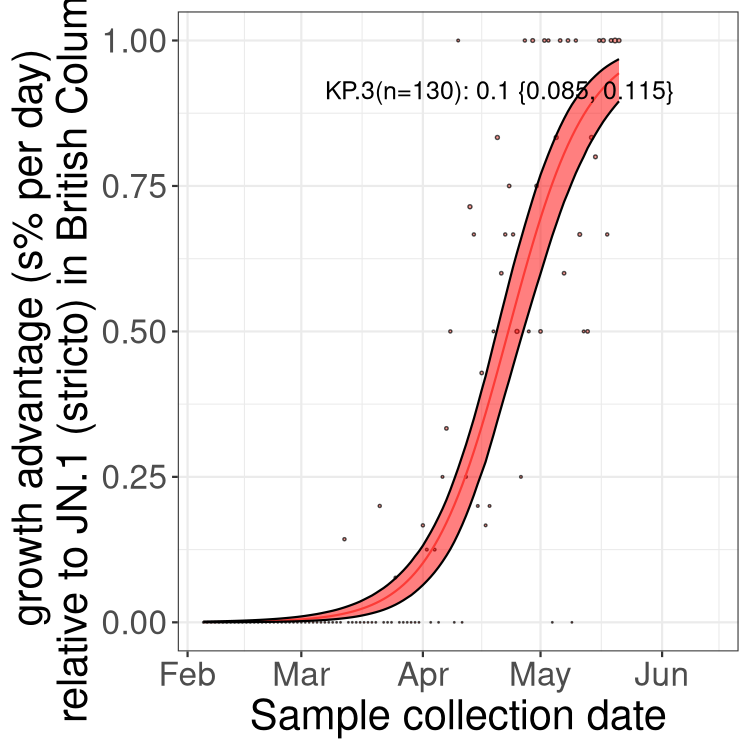 growth advantage (s% per day)
relative to JN.1 (stricto) in British Colum
1.00
0.75
0.50
0.25
0.00
KP.3(n=130): 0.1 {0.085, 0.115}
Feb Mar Apr May Jun
Sample collection date